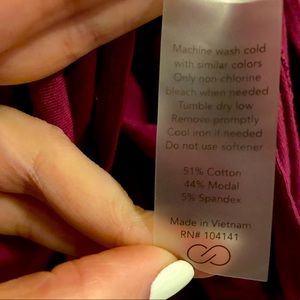 Machine wash cold
with similar colors
Only non-chlorine
bleach when needed
Tumble dry low
Remove promptly
Cool iron if needed
Do not use softener
51% Cotton
44% Modal
5% Spandex
Made in Vietnam
RN# 104141